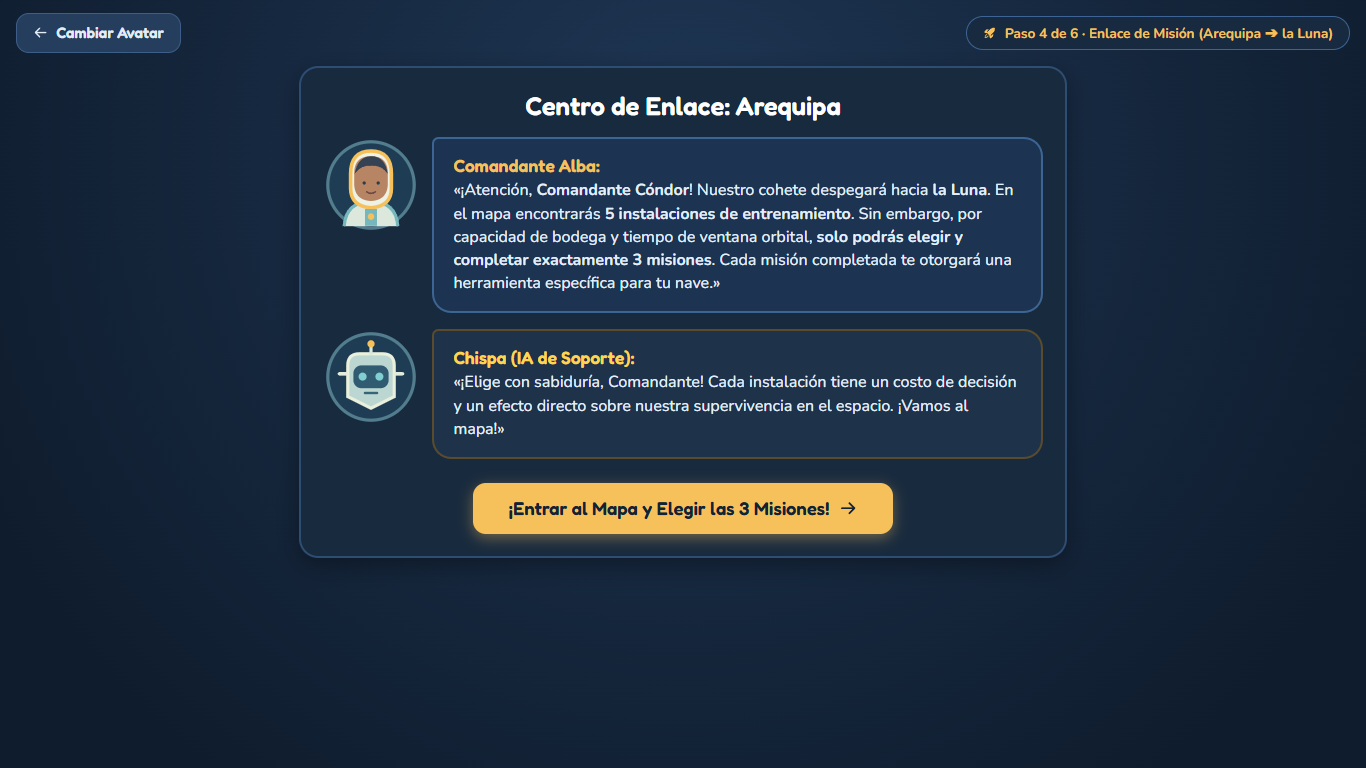 ← Cambiar Avatar
Paso 4 de 6 · Enlace de Misión (Arequipa ➔ la Luna)
Centro de Enlace: Arequipa
Comandante Alba:
«¡Atención, Comandante Cóndor! Nuestro cohete despegará hacia la Luna. En
el mapa encontrarás 5 instalaciones de entrenamiento. Sin embargo, por
capacidad de bodega y tiempo de ventana orbital, solo podrás elegir y
completar exactamente 3 misiones. Cada misión completada te otorgará una
herramienta específica para tu nave.»
Chispa (IA de Soporte):
«¡Elige con sabiduría, Comandante! Cada instalación tiene un costo de decisión
y un efecto directo sobre nuestra supervivencia en el espacio. ¡Vamos al
mapa!»
¡Entrar al Mapa y Elegir las 3 Misiones! →